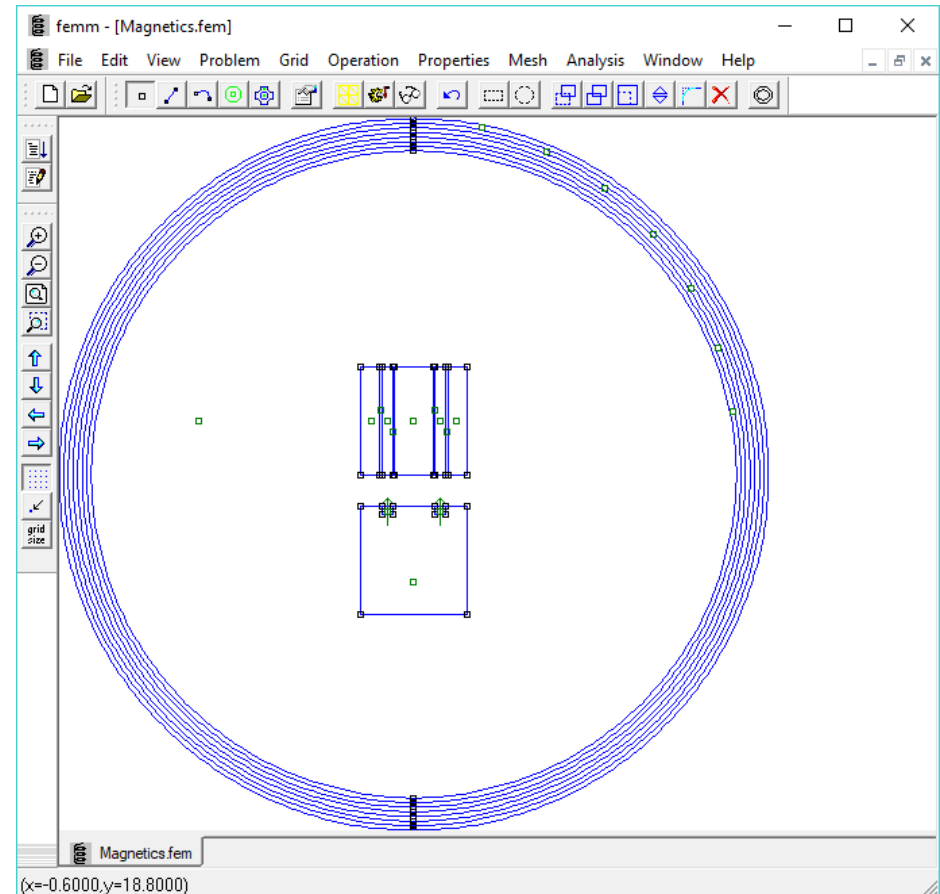 femm - [Magnetics.fem]
File Edit View Problem Grid Operation Properties Mesh Analysis Window Help
grid
size
Magnetics.fem
(x=-0.6000,y=18.8000)